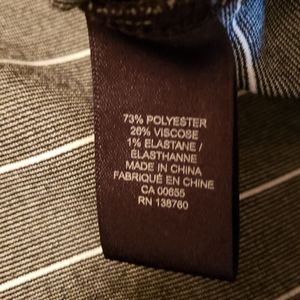 73% POLYESTER
26% VISCOSE
1% ELASTANE /
ÉLASTHANNE
MADE IN CHINA
FABRIQUÉ EN CHINE
CA 00655
RN 138760